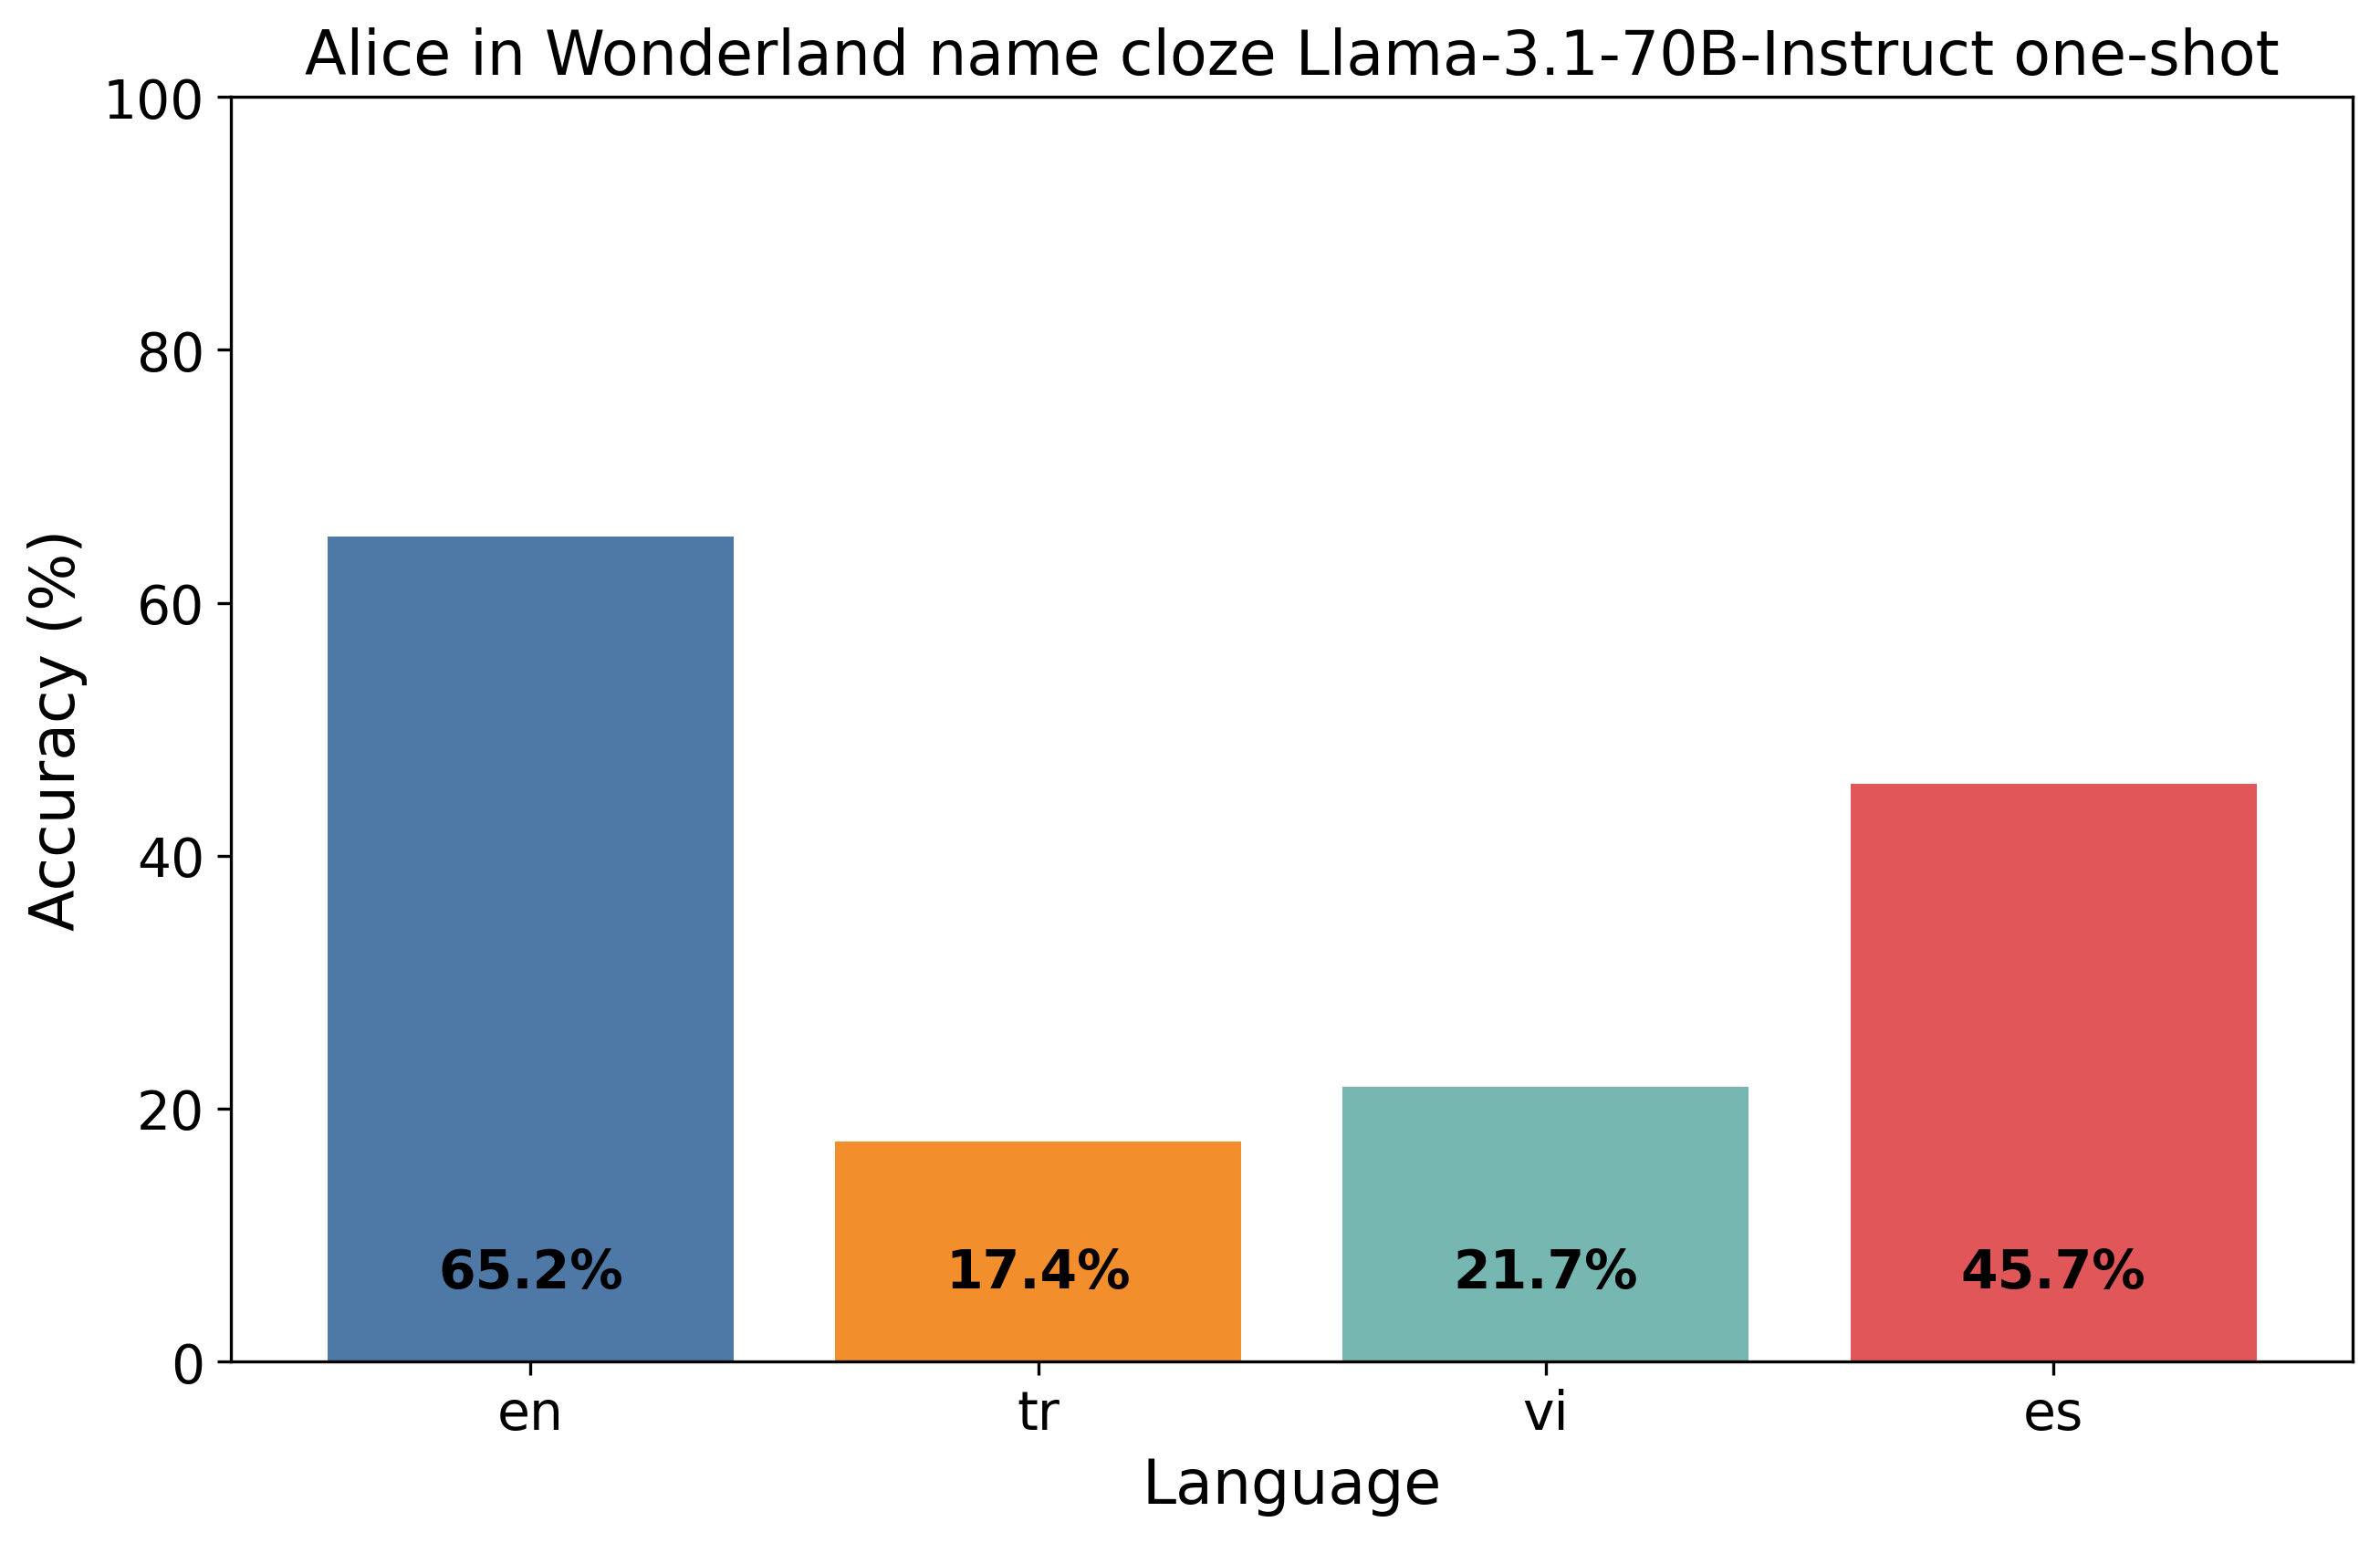 Alice in Wonderland name cloze Llama-3.1-70B-Instruct one-shot
Accuracy (%)
100
80
60
40
20
0
65.2%
17.4%
21.7%
45.7%
en
tr
vi
es
Language